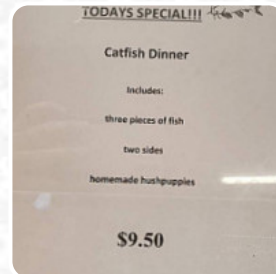 TODAYS SPECIAL!!!
Catfish Dinner
Includes:
three pieces of fish
two sides
homemade hushpuppies
$9.50